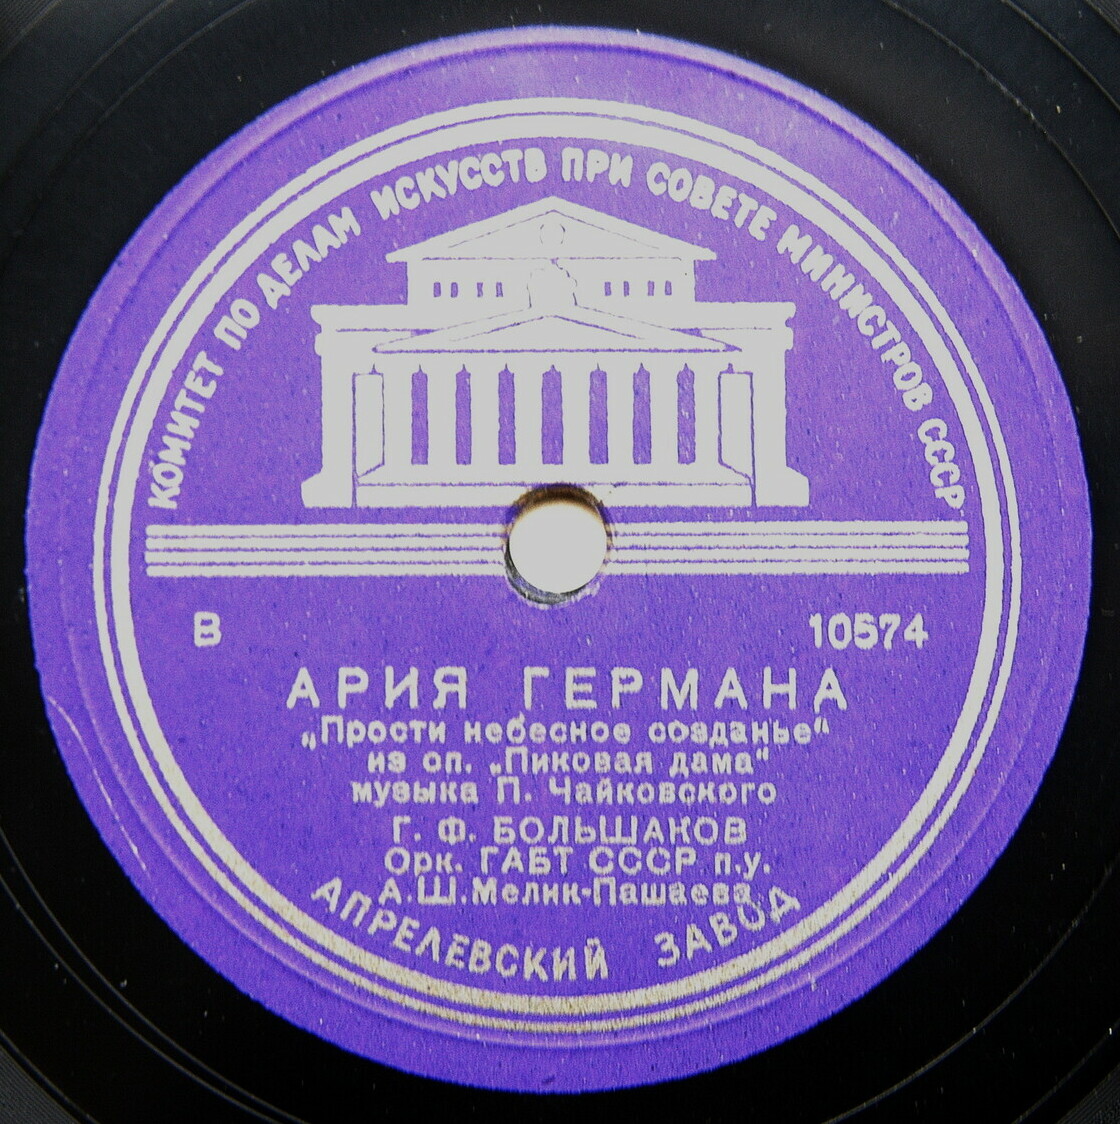 КОМИТЕТ ПО ДЕЛАМ ИСКУССТВ ПРИ СОВЕТЕ МИНИСТРОВ СССР
В 10574
АРИЯ ГЕРМАНА
„Прости небесное созданье“
из оп. „Пиковая дама“
музыка П. Чайковского
Г. Ф. БОЛЬШАКОВ
Орк. ГАБТ СССР п.у.
А.Ш.Мелик-Пашаева
АПРЕЛЕВСКИЙ ЗАВОД